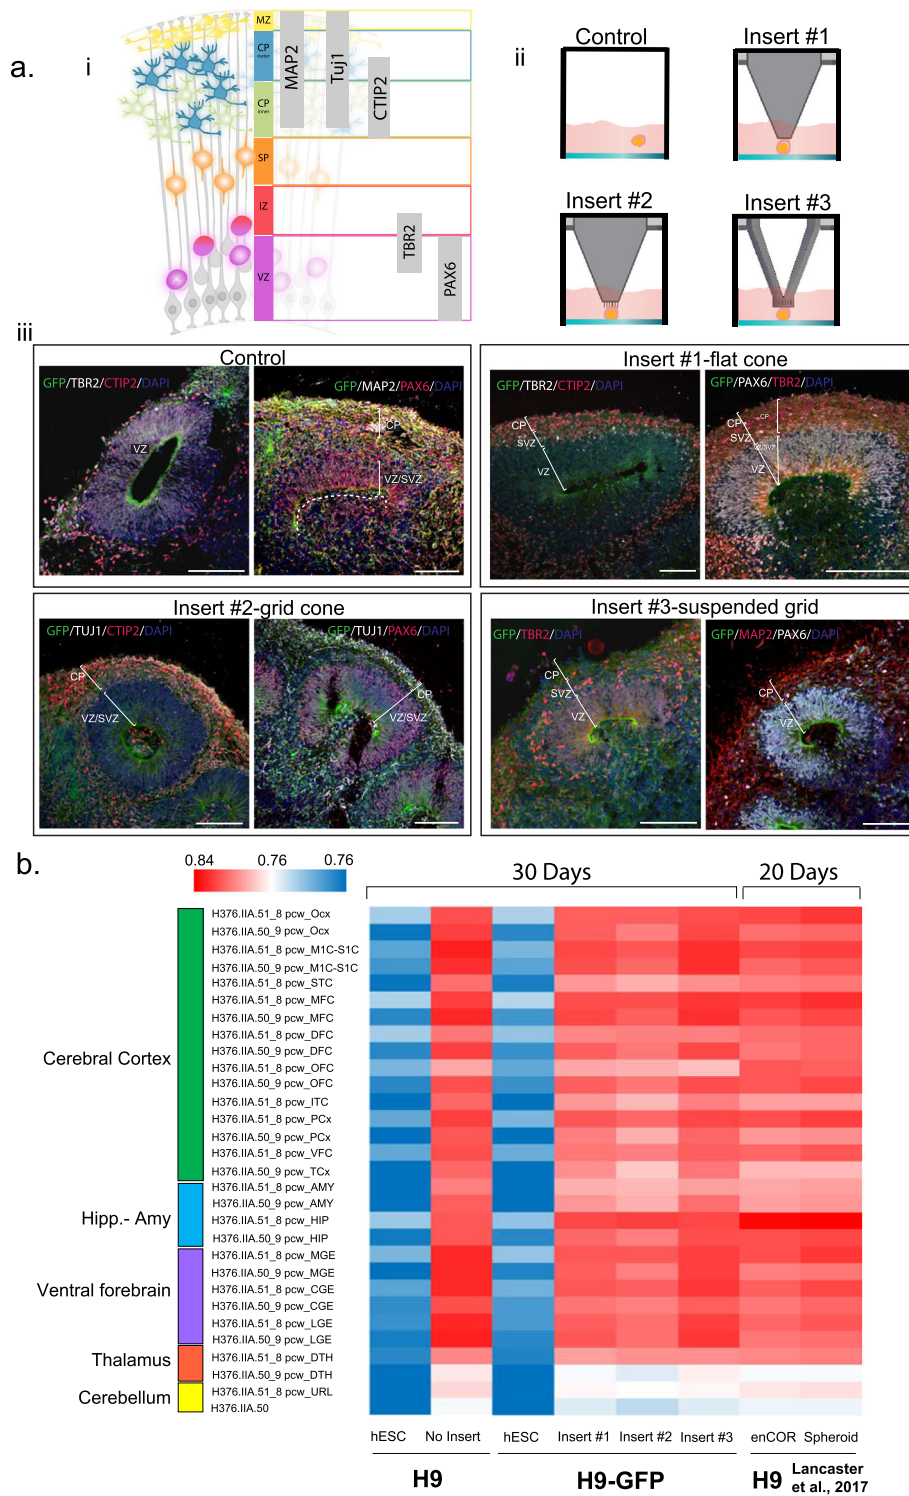 a.
i
MZ
CP
outer
CP
inner
SP
IZ
VZ
MAP2
Tuj1
CTIP2
TBR2
PAX6
ii
Control
Insert #1
Insert #2
Insert #3
iii
Control
GFP/TBR2/CTIP2/DAPI
VZ
GFP/MAP2/PAX6/DAPI
CP
VZ/SVZ
Insert #1-flat cone
GFP/TBR2/CTIP2/DAPI
CP
SVZ
VZ
GFP/PAX6/TBR2/DAPI
CP
SVZ
VZ
CP
VZ/SVZ
Insert #2-grid cone
GFP/TUJ1/CTIP2/DAPI
CP
VZ/SVZ
GFP/TUJ1/PAX6/DAPI
CP
VZ/SVZ
Insert #3-suspended grid
GFP/TBR2/DAPI
CP
SVZ
VZ
GFP/MAP2/PAX6/DAPI
CP
VZ
b.
0.84 0.76 0.76
30 Days
20 Days
Cerebral Cortex
Hipp.- Amy
Ventral forebrain
Thalamus
Cerebellum
H376.IIA.51_8 pcw_Ocx
H376.IIA.50_9 pcw_Ocx
H376.IIA.51_8 pcw_M1C-S1C
H376.IIA.50_9 pcw_M1C-S1C
H376.IIA.51_8 pcw_STC
H376.IIA.51_8 pcw_MFC
H376.IIA.50_9 pcw_MFC
H376.IIA.51_8 pcw_DFC
H376.IIA.50_9 pcw_DFC
H376.IIA.51_8 pcw_OFC
H376.IIA.50_9 pcw_OFC
H376.IIA.51_8 pcw_ITC
H376.IIA.51_8 pcw_PCx
H376.IIA.50_9 pcw_PCx
H376.IIA.51_8 pcw_VFC
H376.IIA.50_9 pcw_TCx
H376.IIA.51_8 pcw_AMY
H376.IIA.50_9 pcw_AMY
H376.IIA.51_8 pcw_HIP
H376.IIA.50_9 pcw_HIP
H376.IIA.51_8 pcw_MGE
H376.IIA.50_9 pcw_MGE
H376.IIA.51_8 pcw_CGE
H376.IIA.50_9 pcw_CGE
H376.IIA.51_8 pcw_LGE
H376.IIA.50_9 pcw_LGE
H376.IIA.51_8 pcw_DTH
H376.IIA.50_9 pcw_DTH
H376.IIA.51_8 pcw_URL
H376.IIA.50
hESC No Insert hESC Insert #1 Insert #2 Insert #3 enCOR Spheroid
H9
H9-GFP
H9
Lancaster
et al., 2017